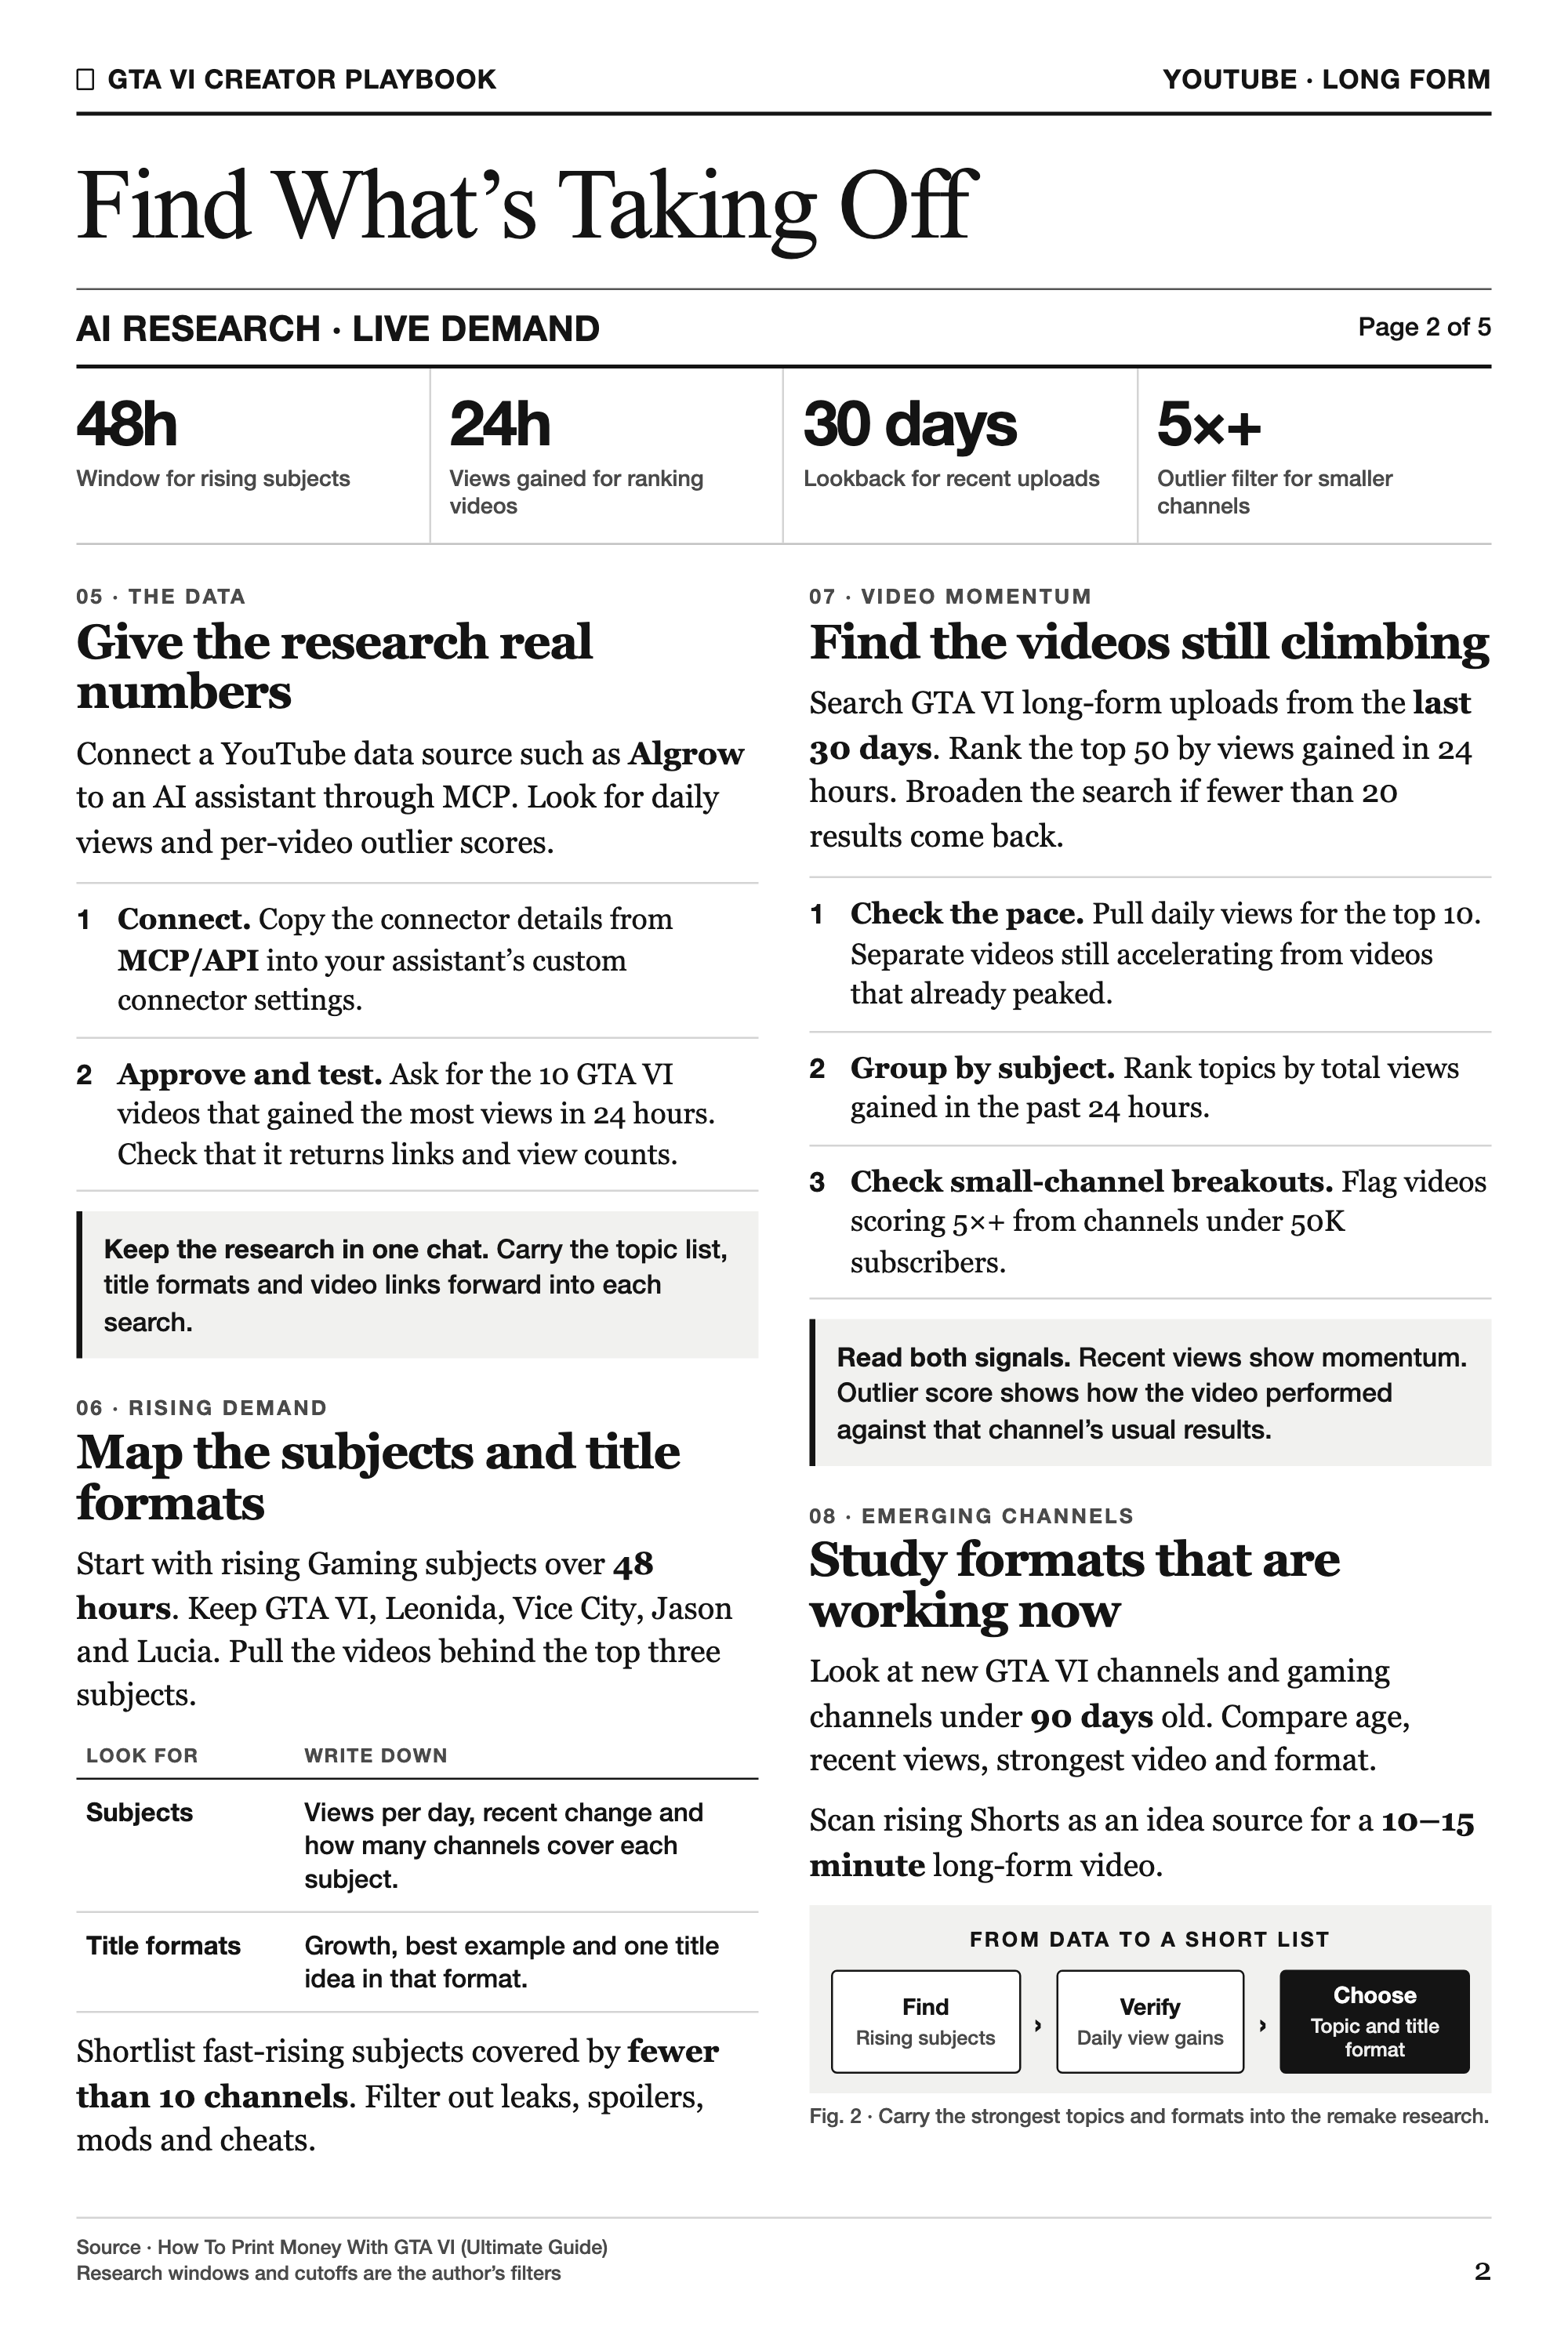 GTA VI CREATOR PLAYBOOK
YOUTUBE · LONG FORM
Find What’s Taking Off
AI RESEARCH · LIVE DEMAND
Page 2 of 5
48h
Window for rising subjects
24h
Views gained for ranking
videos
30 days
Lookback for recent uploads
5×+
Outlier filter for smaller
channels
05 · THE DATA
Give the research real
numbers
Connect a YouTube data source such as Algrow
to an AI assistant through MCP. Look for daily
views and per-video outlier scores.
1 Connect. Copy the connector details from
MCP/API into your assistant’s custom
connector settings.
2 Approve and test. Ask for the 10 GTA VI
videos that gained the most views in 24 hours.
Check that it returns links and view counts.
Keep the research in one chat. Carry the topic list,
title formats and video links forward into each
search.
06 · RISING DEMAND
Map the subjects and title
formats
Start with rising Gaming subjects over 48
hours. Keep GTA VI, Leonida, Vice City, Jason
and Lucia. Pull the videos behind the top three
subjects.
LOOK FOR WRITE DOWN
Subjects Views per day, recent change and
how many channels cover each
subject.
Title formats Growth, best example and one title
idea in that format.
Shortlist fast-rising subjects covered by fewer
than 10 channels. Filter out leaks, spoilers,
mods and cheats.
07 · VIDEO MOMENTUM
Find the videos still climbing
Search GTA VI long-form uploads from the last
30 days. Rank the top 50 by views gained in 24
hours. Broaden the search if fewer than 20
results come back.
1 Check the pace. Pull daily views for the top 10.
Separate videos still accelerating from videos
that already peaked.
2 Group by subject. Rank topics by total views
gained in the past 24 hours.
3 Check small-channel breakouts. Flag videos
scoring 5×+ from channels under 50K
subscribers.
Read both signals. Recent views show momentum.
Outlier score shows how the video performed
against that channel’s usual results.
08 · EMERGING CHANNELS
Study formats that are
working now
Look at new GTA VI channels and gaming
channels under 90 days old. Compare age,
recent views, strongest video and format.
Scan rising Shorts as an idea source for a 10–15
minute long-form video.
FROM DATA TO A SHORT LIST
Find
Rising subjects
›
Verify
Daily view gains
›
Choose
Topic and title
format
Fig. 2 · Carry the strongest topics and formats into the remake research.
Source · How To Print Money With GTA VI (Ultimate Guide)
Research windows and cutoffs are the author’s filters
2